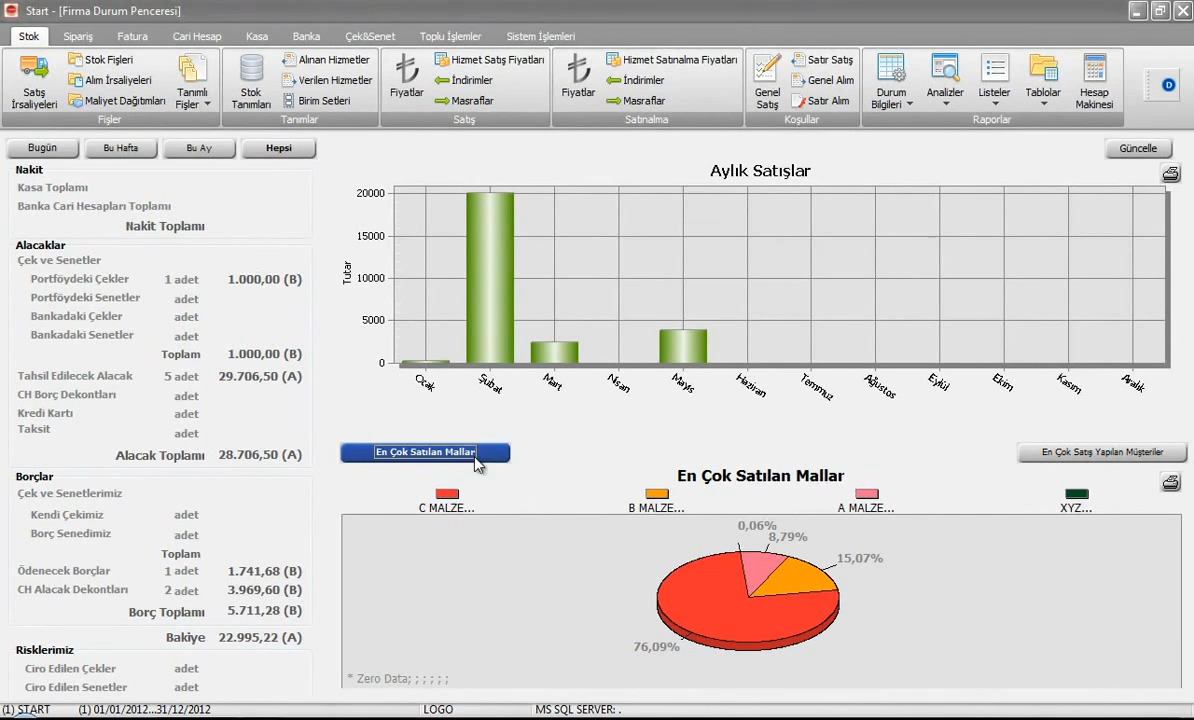 Start - [Firma Durum Penceresi]
Stok Sipariş Fatura Cari Hesap Kasa Banka Çek&Senet Toplu İşlemler Sistem İşlemleri
Satış İrsaliyeleri
Stok Fişleri
Alım İrsaliyeleri
Maliyet Dağıtımları
Tanımlı Fişler
Fişler
Stok Tanımları
Alınan Hizmetler
Verilen Hizmetler
Birim Setleri
Tanımlar
Fiyatlar
Hizmet Satış Fiyatları
İndirimler
Masraflar
Satış
Fiyatlar
Hizmet Satınalma Fiyatları
İndirimler
Masraflar
Satınalma
Genel Satış
Satır Satış
Genel Alım
Satır Alım
Koşullar
Durum Bilgileri
Analizler
Listeler
Tablolar
Hesap Makinesi
Raporlar
D
Bugün Bu Hafta Bu Ay Hepsi Güncelle
Nakit
Kasa Toplamı
Banka Cari Hesapları Toplamı
Nakit Toplamı
Alacaklar
Çek ve Senetler
Portföydeki Çekler 1 adet 1.000,00 (B)
Portföydeki Senetler adet
Bankadaki Çekler adet
Bankadaki Senetler adet
Toplam 1.000,00 (B)
Tahsil Edilecek Alacak 5 adet 29.706,50 (A)
CH Borç Dekontları adet
Kredi Kartı adet
Taksit adet
Alacak Toplamı 28.706,50 (A)
Borçlar
Çek ve Senetlerimiz
Kendi Çekimiz adet
Borç Senedimiz adet
Toplam
Ödenecek Borçlar 1 adet 1.741,68 (B)
CH Alacak Dekontları 2 adet 3.969,60 (B)
Borç Toplamı 5.711,28 (B)
Bakiye 22.995,22 (A)
Risklerimiz
Ciro Edilen Çekler adet
Ciro Edilen Senetler adet
Aylık Satışlar
Tutar
20000
15000
10000
5000
0
Ocak Şubat Mart Nisan Mayıs Haziran Temmuz Ağustos Eylül Ekim Kasım Aralık
En Çok Satılan Mallar
En Çok Satış Yapılan Müşteriler
En Çok Satılan Mallar
C MALZE... B MALZE... A MALZE... XYZ...
0,06%
8,79%
15,07%
76,09%
* Zero Data; ; ; ; ; ;
(1) START (1) 01/01/2012...31/12/2012 LOGO MS SQL SERVER: .